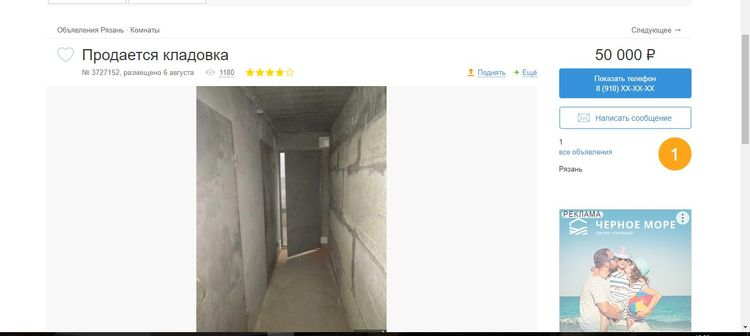 Объявления Рязань · Комнаты
Следующее →
Продается кладовка
50 000 ₽
№ 3727152, размещено 6 августа
1180
Поднять
+ Ещё
Показать телефон
8 (910) XX-XX-XX
Написать сообщение
1
все объявления
1
Рязань
РЕКЛАМА
ЧЕРНОЕ МОРЕ
группа компаний